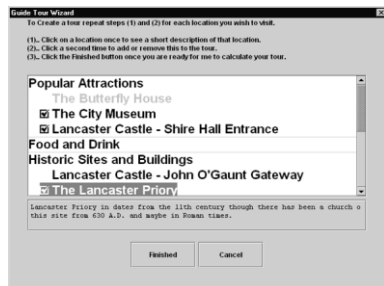 Guide Tour Wizard
To Create a tour repeat steps (1) and (2) for each location you wish to visit.
(1).. Click on a location once to see a short description of that location.
(2).. Click a second time to add or remove this to the tour.
(3).. Click the Finished button once you are ready for me to calculate your tour.
Popular Attractions
The Butterfly House
The City Museum
Lancaster Castle - Shire Hall Entrance
Food and Drink
Historic Sites and Buildings
Lancaster Castle - John O'Gaunt Gateway
The Lancaster Priory
Lancaster Priory in dates from the 11th century though there has been a church o
this site from 630 A.D. and maybe in Roman times.
Finished
Cancel